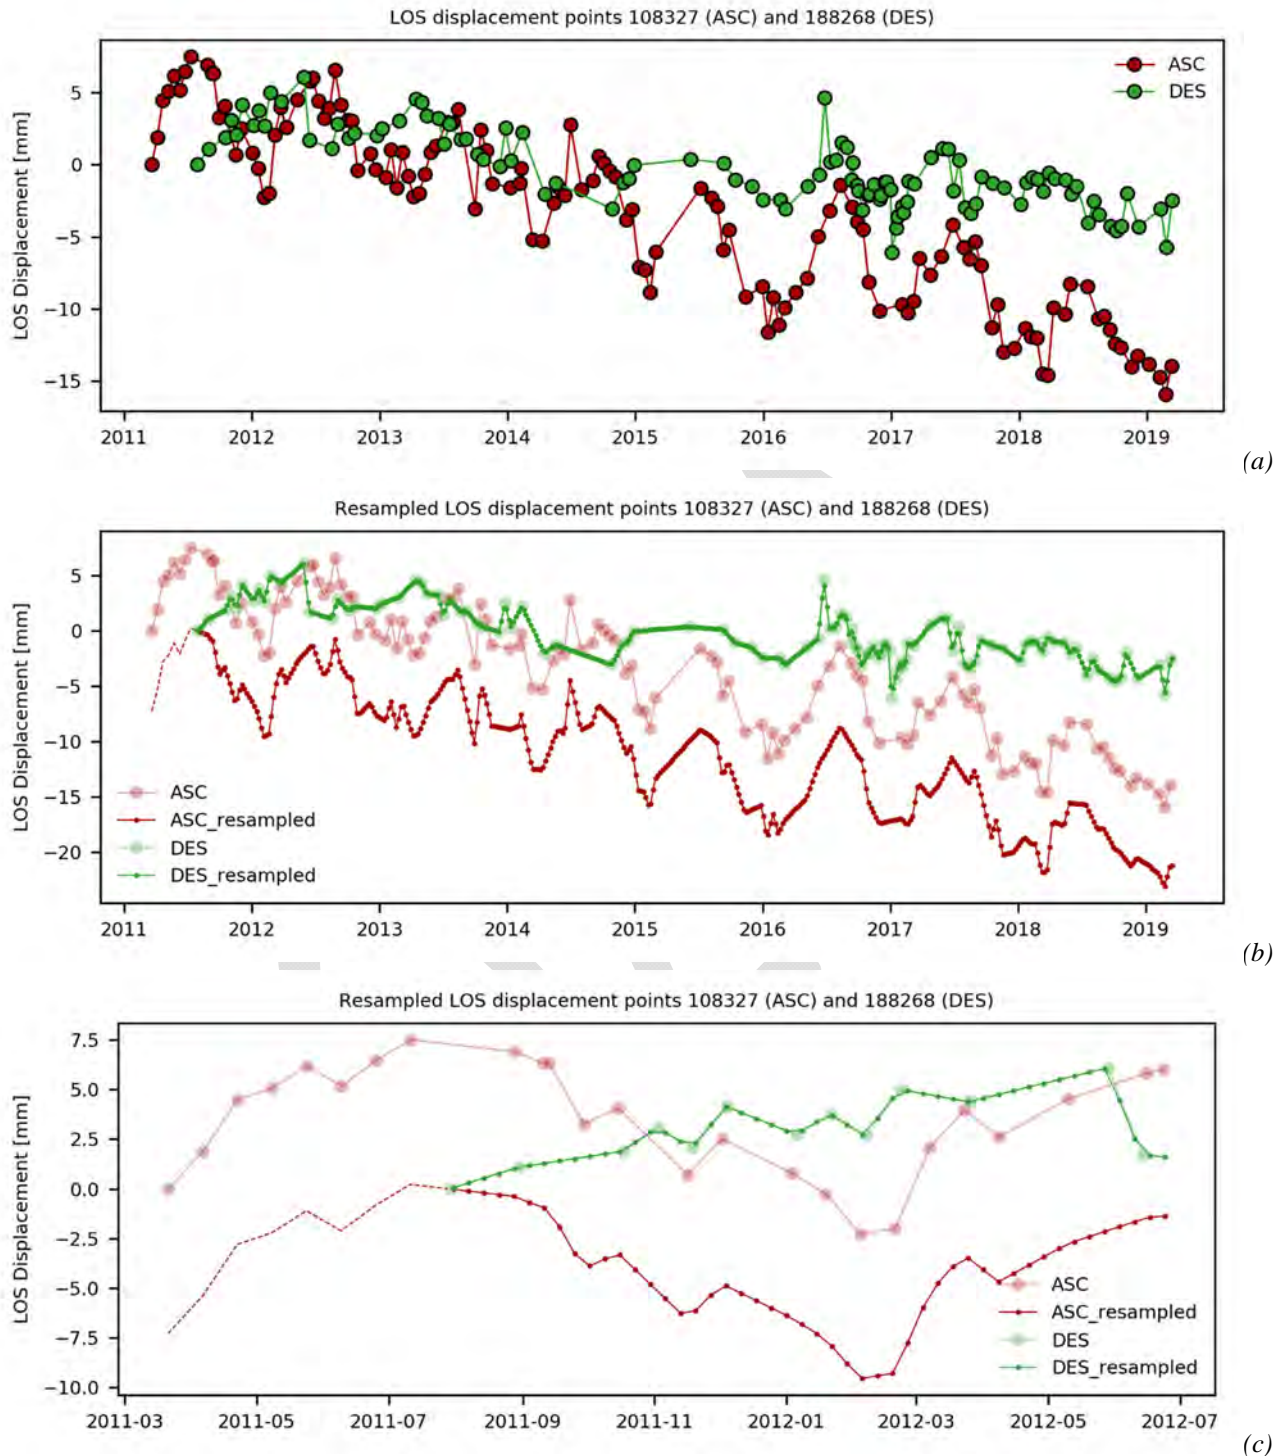 LOS displacement points 108327 (ASC) and 188268 (DES)
ASC
DES
LOS Displacement [mm]
5
0
−5
−10
−15
2011 2012 2013 2014 2015 2016 2017 2018 2019
(a)
Resampled LOS displacement points 108327 (ASC) and 188268 (DES)
LOS Displacement [mm]
5
0
−5
−10
−15
−20
ASC
ASC_resampled
DES
DES_resampled
2011 2012 2013 2014 2015 2016 2017 2018 2019
(b)
Resampled LOS displacement points 108327 (ASC) and 188268 (DES)
LOS Displacement [mm]
7.5
5.0
2.5
0.0
−2.5
−5.0
−7.5
−10.0
ASC
ASC_resampled
DES
DES_resampled
2011-03 2011-05 2011-07 2011-09 2011-11 2012-01 2012-03 2012-05 2012-07
(c)